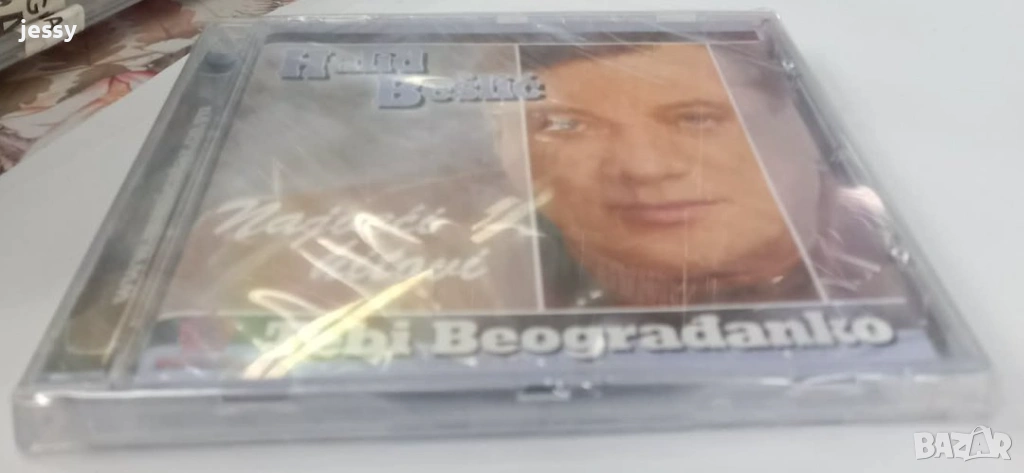 jessy
Halid
Bešlić
Najveći
hitovi
Tebi Beograđanko
BAZAR